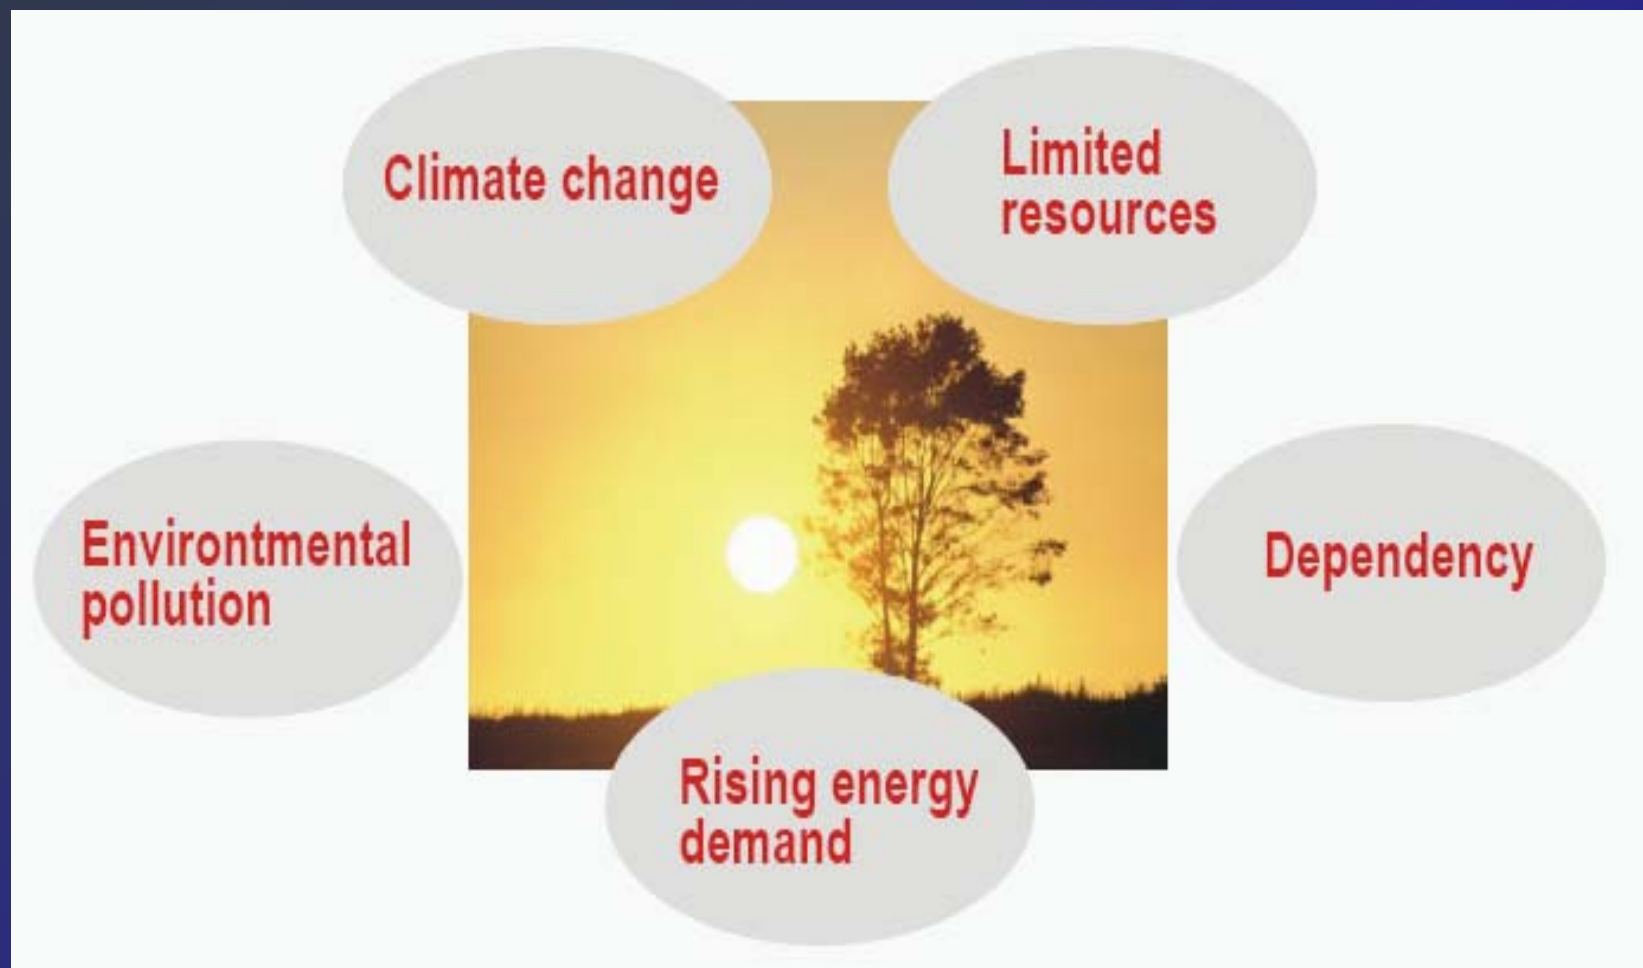 Climate change
Limited
resources
Environtmental
pollution
Dependency
Rising energy
demand